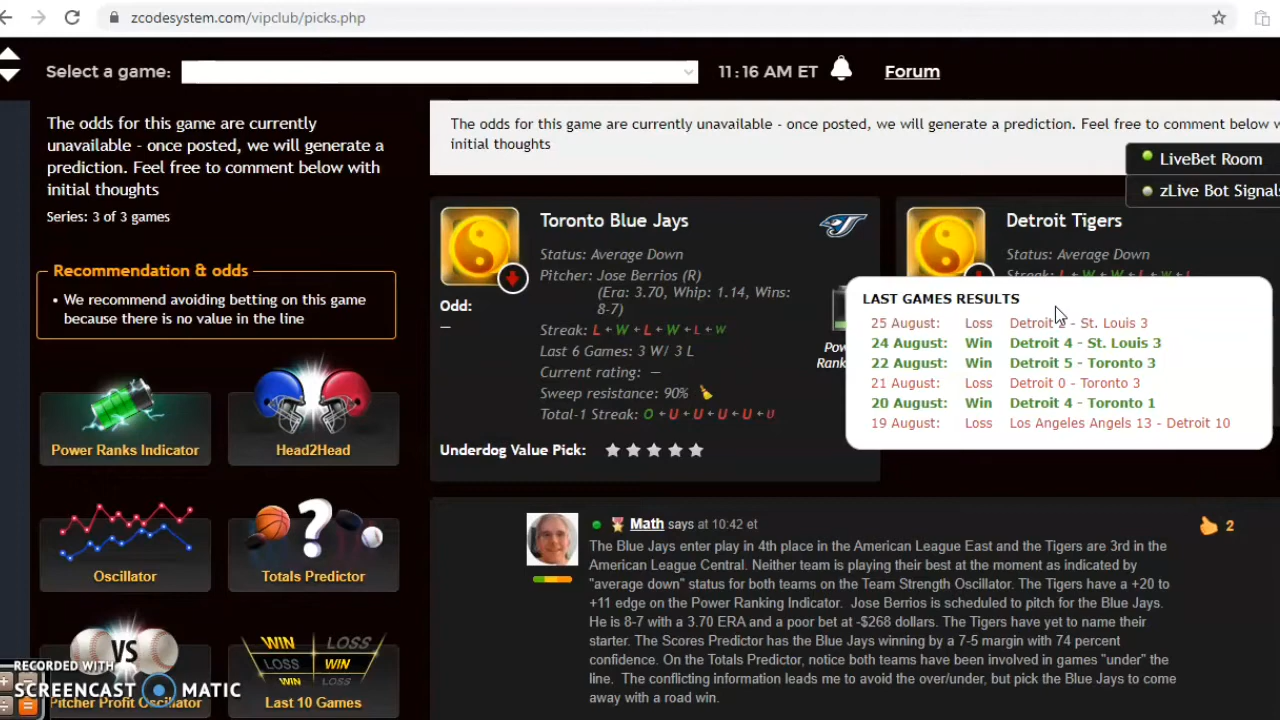 zcodesystem.com/vipclub/picks.php
Select a game:
11:16 AM ET
Forum
The odds for this game are currently
unavailable - once posted, we will generate a
prediction. Feel free to comment below with
initial thoughts
Series: 3 of 3 games
Recommendation & odds
• We recommend avoiding betting on this game
because there is no value in the line
Power Ranks Indicator
Head2Head
Oscillator
Totals Predictor
VS
WIN LOSS
LOSS WIN
WIN LOSS
Pitcher Profit Oscillator
Last 10 Games
RECORDED WITH
SCREENCAST MATIC
The odds for this game are currently unavailable - once posted, we will generate a prediction. Feel free to comment below w
initial thoughts
LiveBet Room
zLive Bot Signals
Toronto Blue Jays
Status: Average Down
Pitcher: Jose Berrios (R)
(Era: 3.70, Whip: 1.14, Wins:
8-7)
Odd:
—
Streak: L + W + L + W + L + W
Last 6 Games: 3 W/ 3 L
Current rating: —
Sweep resistance: 90%
Total-1 Streak: O + U + U + U + U + U
Underdog Value Pick:
Detroit Tigers
Status: Average Down
Streak: L + W + W + L + W + L
LAST GAMES RESULTS
25 August: Loss Detroit - St. Louis 3
24 August: Win Detroit 4 - St. Louis 3
22 August: Win Detroit 5 - Toronto 3
21 August: Loss Detroit 0 - Toronto 3
20 August: Win Detroit 4 - Toronto 1
19 August: Loss Los Angeles Angels 13 - Detroit 10
Math says at 10:42 et
2
The Blue Jays enter play in 4th place in the American League East and the Tigers are 3rd in the
American League Central. Neither team is playing their best at the moment as indicated by
"average down" status for both teams on the Team Strength Oscillator. The Tigers have a +20 to
+11 edge on the Power Ranking Indicator. Jose Berrios is scheduled to pitch for the Blue Jays.
He is 8-7 with a 3.70 ERA and a poor bet at -$268 dollars. The Tigers have yet to name their
starter. The Scores Predictor has the Blue Jays winning by a 7-5 margin with 74 percent
confidence. On the Totals Predictor, notice both teams have been involved in games "under" the
line. The conflicting information leads me to avoid the over/under, but pick the Blue Jays to come
away with a road win.